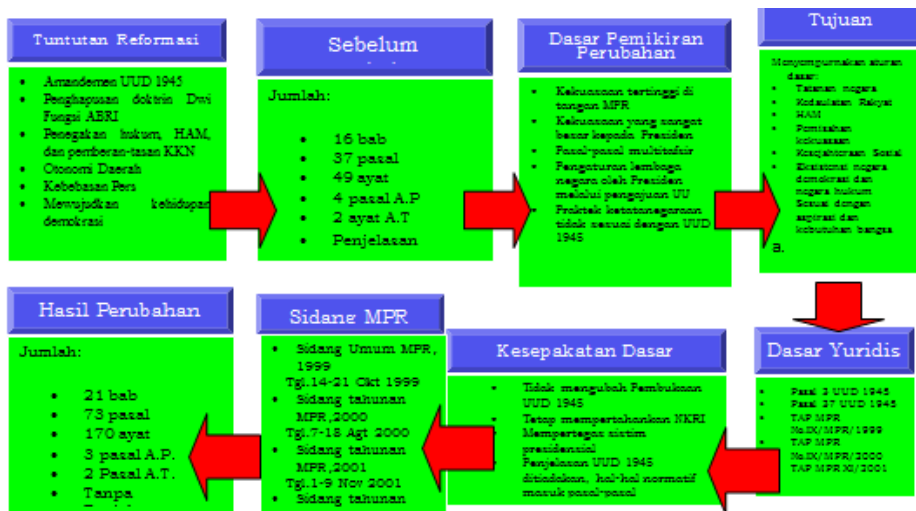 Tuntutan Reformasi
Amandemen UUD 1945
Penghapusan doktrin Dwi
Fungsi ABRI
Penegakan hukum, HAM,
dan pemberan-tasan KKN
Otonomi Daerah
Kebebasan Pers
Mewujudkan kehidupan
demokrasi
Sebelum
Jumlah:
16 bab
37 pasal
49 ayat
4 pasal A.P
2 ayat A.T
Penjelasan
Dasar Pemikiran
Perubahan
Kekuasaan tertinggi di
tangan MPR
Kekuasaan yang sangat
besar kepada Presiden
Pasal-pasal multitafsir
Pengaturan lembaga
negara oleh Presiden
melalui pengajuan UU
Praktek ketatanegaraan
tidak sesuai dengan UUD
1945
Tujuan
Menyempurnakan aturan
dasar:
Tatanan negara
Kedaulatan Rakyat
HAM
Pemisahan
kekuasaan
Kesejahteraan Sosial
Eksistensi negara
demokrasi dan
negara hukum
Sesuai dengan
aspirasi dan
kebutuhan bangsa
a.
Dasar Yuridis
Pasal 3 UUD 1945
Pasal 37 UUD 1945
TAP MPR
No.IX/MPR/1999
TAP MPR
No.IX/MPR/2000
TAP MPR XI/2001
Kesepakatan Dasar
Tidak mengubah Pembukaan
UUD 1945
Tetap mempertahankan NKRI
Mempertegas sistim
presidensial
Penjelasan UUD 1945
ditiadakan, hal-hal normatif
masuk pasal-pasal
Sidang MPR
Sidang Umum MPR,
1999
Tgl.14-21 Okt 1999
Sidang tahunan
MPR,2000
Tgl.7-18 Agt 2000
Sidang tahunan
MPR,2001
Tgl.1-9 Nov 2001
Sidang tahunan
Hasil Perubahan
Jumlah:
21 bab
73 pasal
170 ayat
3 pasal A.P.
2 Pasal A.T.
Tanpa